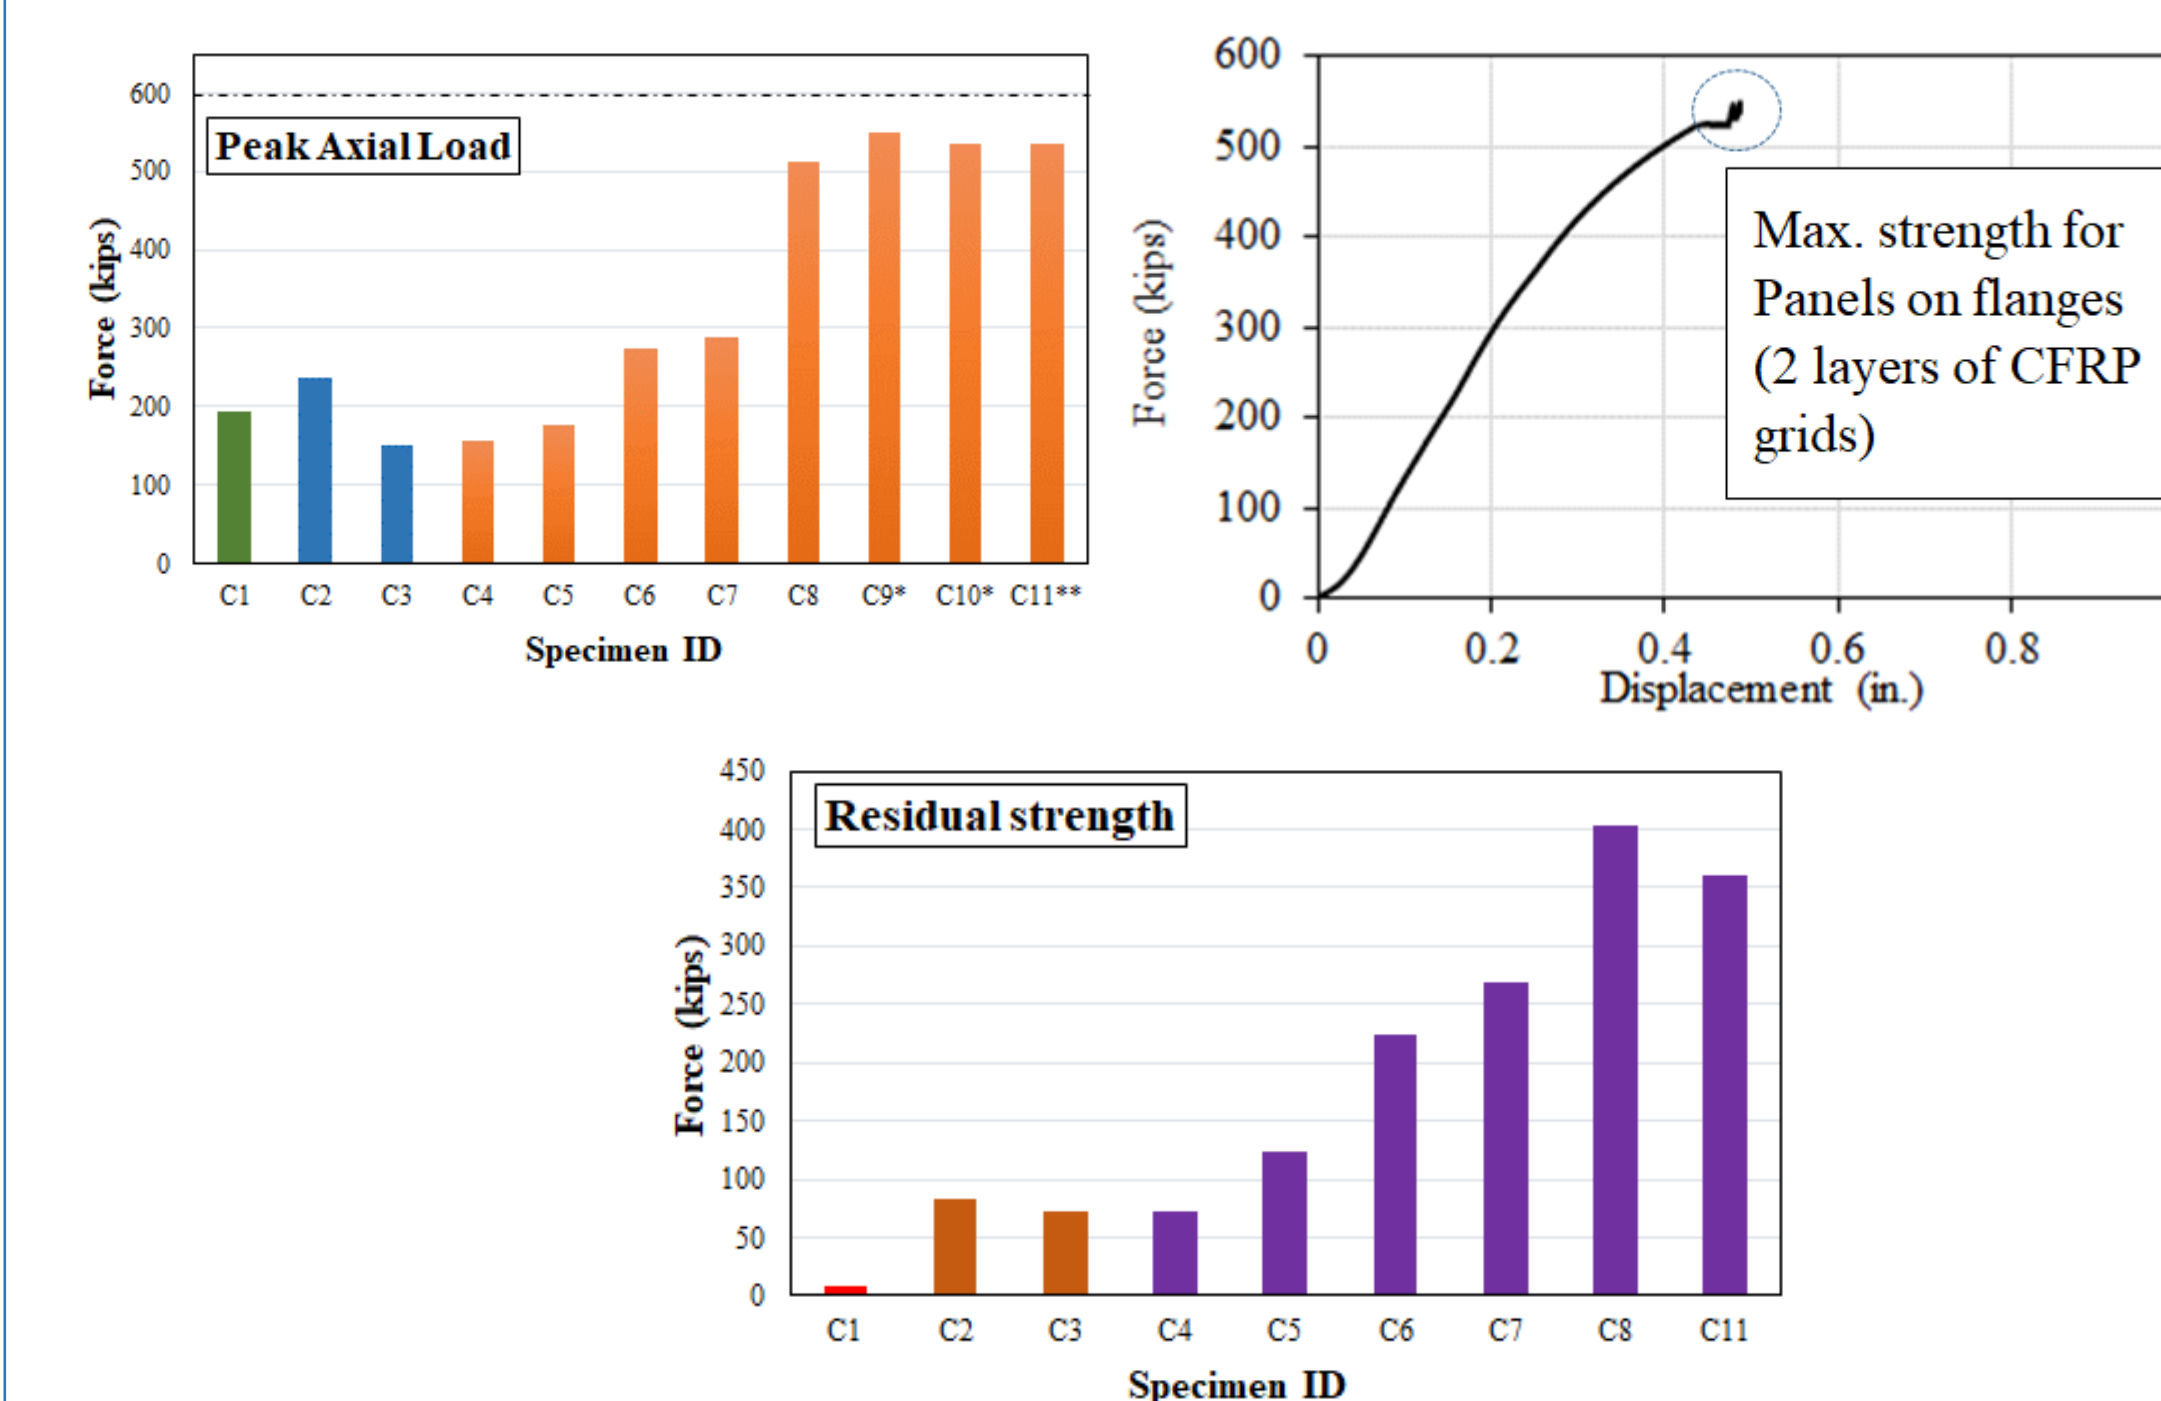 600
500
400
300
200
100
0
Peak Axial Load
Force (kips)
C1 C2 C3 C4 C5 C6 C7 C8 C9* C10* C11**
Specimen ID
600
500
400
300
200
100
0
Force (kips)
Max. strength for
Panels on flanges
(2 layers of CFRP
grids)
0 0.2 0.4 0.6 0.8
Displacement (in.)
450
400
350
300
250
200
150
100
50
0
Residual strength
Force (kips)
C1 C2 C3 C4 C5 C6 C7 C8 C11
Specimen ID